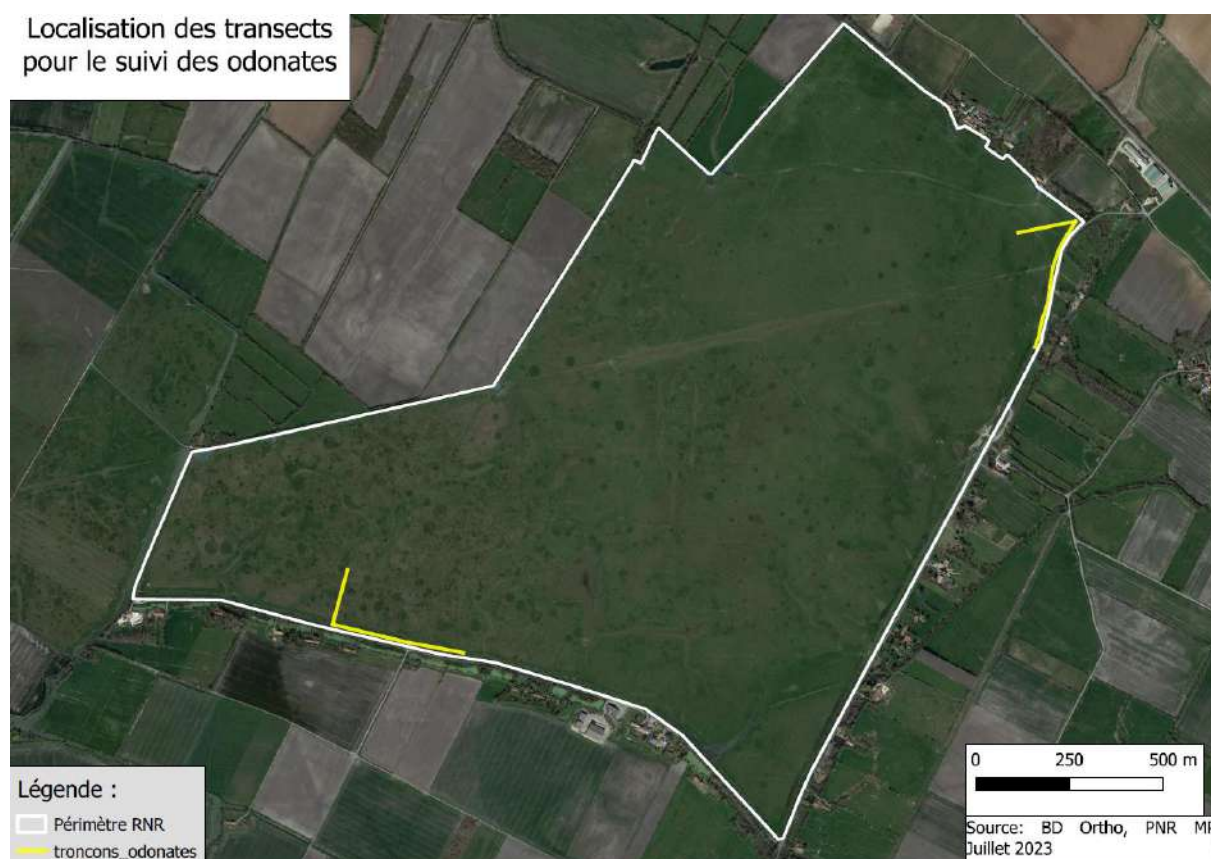 Localisation des transects
pour le suivi des odonates
0 250 500 m
Source: BD Ortho, PNR MP
Juillet 2023
Légende :
Périmètre RNR
troncons_odonates